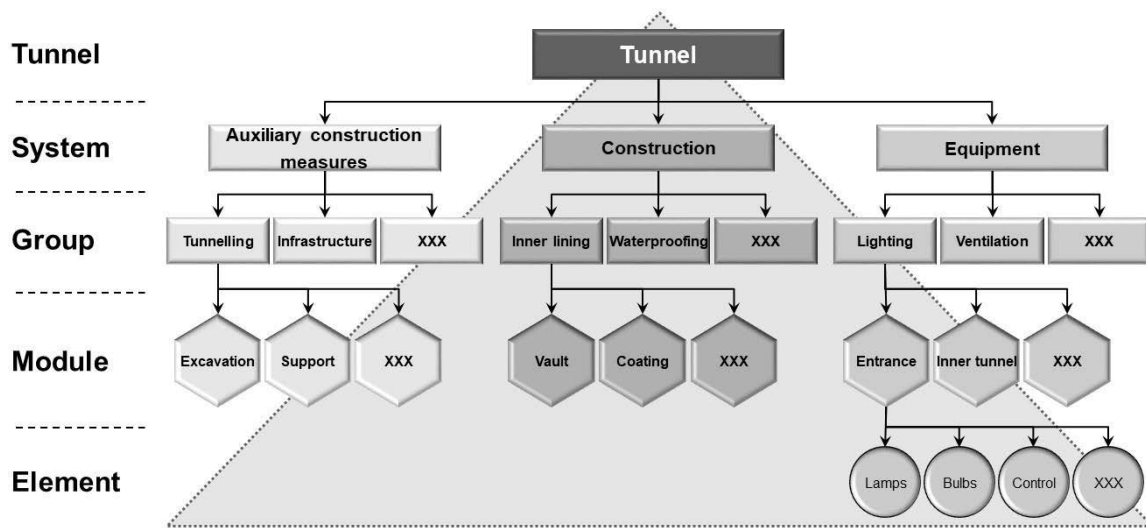 Tunnel
Tunnel
System
Auxiliary construction
measures
Construction
Equipment
Group
Tunnelling
Infrastructure
XXX
Inner lining
Waterproofing
XXX
Lighting
Ventilation
XXX
Module
Excavation
Support
XXX
Vault
Coating
XXX
Entrance
Inner tunnel
XXX
Element
Lamps
Bulbs
Control
XXX